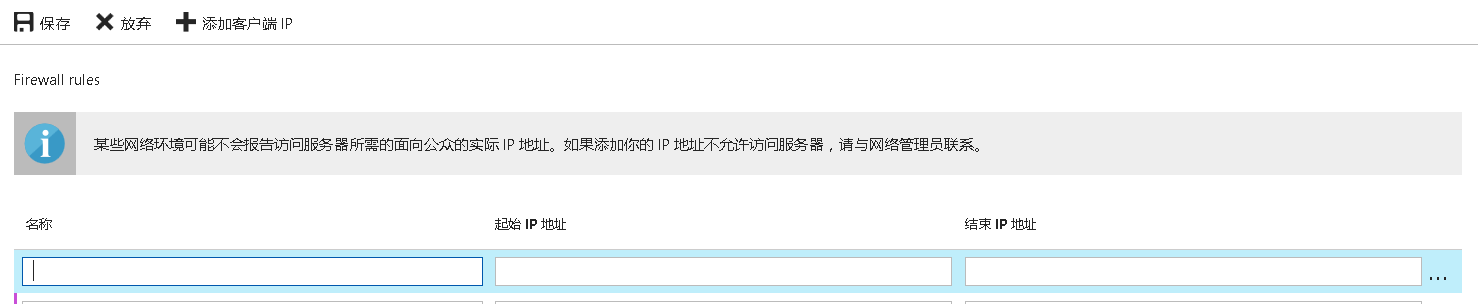 保存 放弃 添加客户端 IP
Firewall rules
某些网络环境可能不会报告访问服务器所需的面向公众的实际 IP 地址。如果添加你的 IP 地址不允许访问服务器，请与网络管理员联系。
名称 起始 IP 地址 结束 IP 地址
...